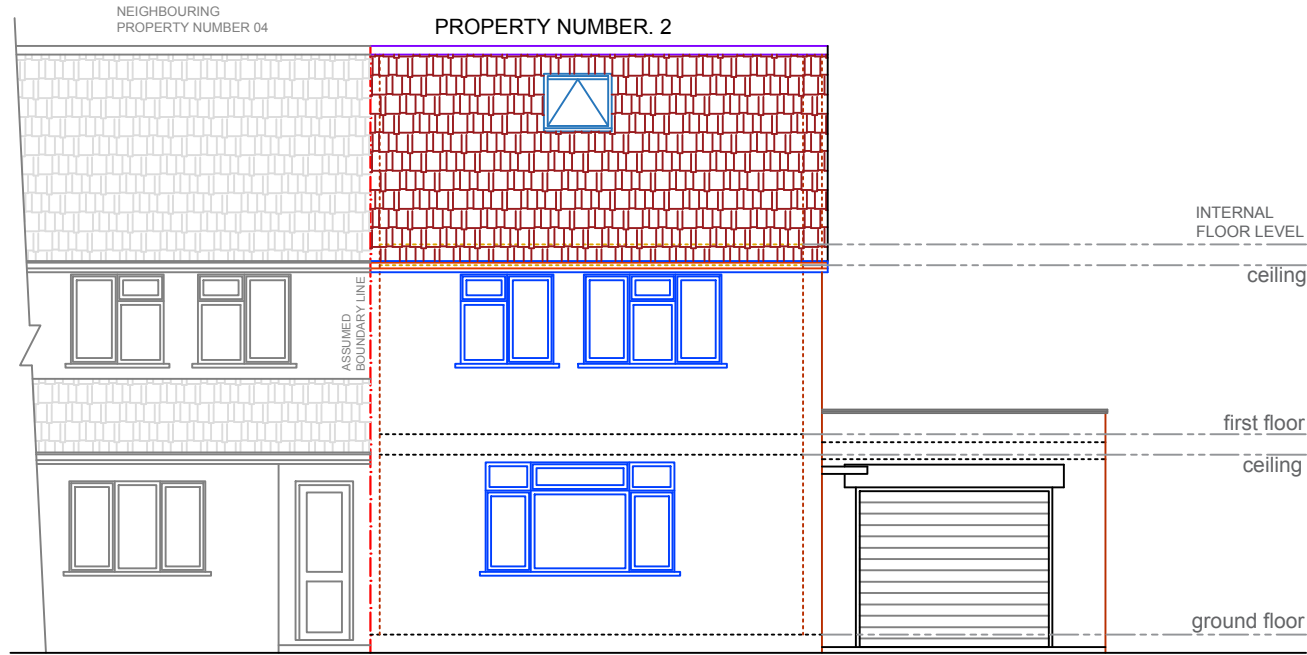 NEIGHBOURING
PROPERTY NUMBER 04
PROPERTY NUMBER. 2
INTERNAL
FLOOR LEVEL
ceiling
ASSUMED
BOUNDARY LINE
first floor
ceiling
ground floor